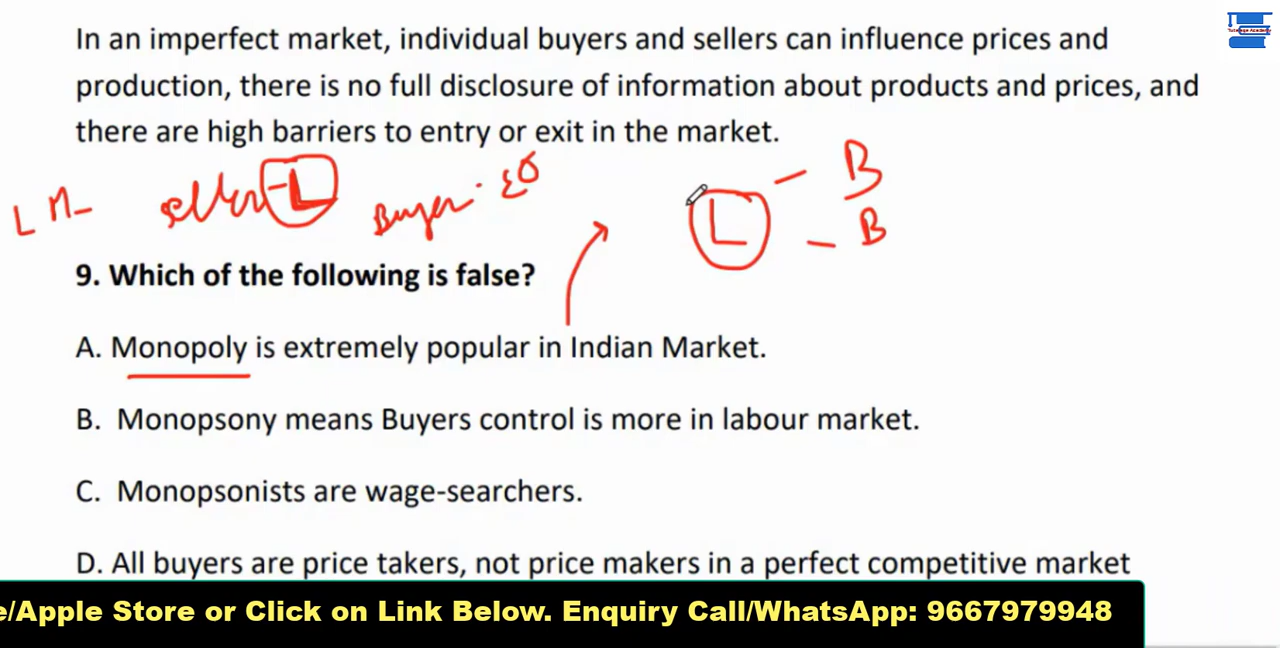 In an imperfect market, individual buyers and sellers can influence prices and
production, there is no full disclosure of information about products and prices, and
there are high barriers to entry or exit in the market.
LM- seller - L Buyer - L - B
- B
9. Which of the following is false?
A. Monopoly is extremely popular in Indian Market.
B. Monopsony means Buyers control is more in labour market.
C. Monopsonists are wage-searchers.
D. All buyers are price takers, not price makers in a perfect competitive market
e/Apple Store or Click on Link Below. Enquiry Call/WhatsApp: 9667979948